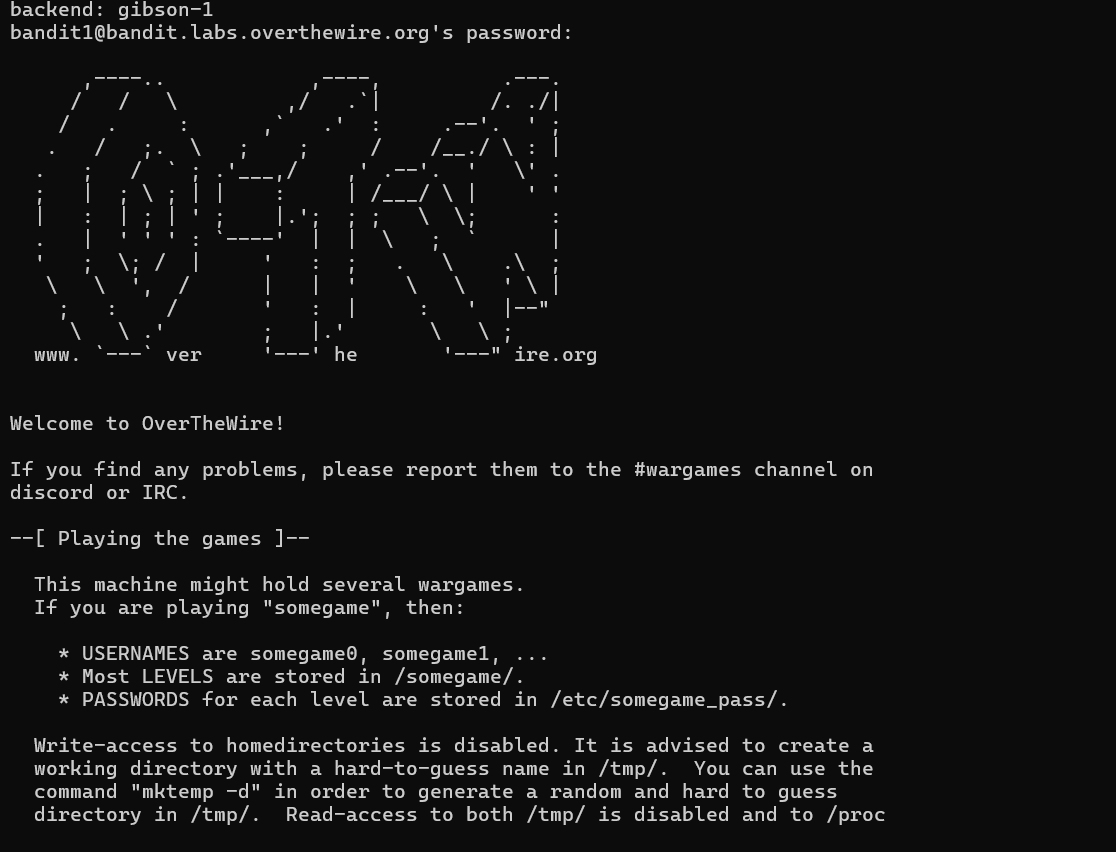 backend: gibson-1
bandit1@bandit.labs.overthewire.org's password:

      ,----..            ,----,          .---.
     /   /   \         ,/   .`|         /. ./|
    /   .     :      ,`   .'  :     .--'.  ' ;
   .   /   ;.  \   ;    ;     /    /__./ \ : |
  .   ;   /  ` ; .'___,/    ,' .--'.  '   \' .
  ;   |  ; \ ; | |    :     | /___/ \ |    ' '
  |   :  | ; | ' ;    |.';  ; ;   \  \;      :
  .   |  ' ' ' : `----'  |  |  \   ;  `      |
  '   ;  \; /  |     '   :  ;   .   \    .\  ;
   \   \  ',  /      |   |  '    \   \   ' \ |
    ;   :    /       '   :  |     :   '  |--"
     \   \ .'        ;   |.'       \   \ ;
  www. `---` ver     '---' he       '---" ire.org

Welcome to OverTheWire!

If you find any problems, please report them to the #wargames channel on
discord or IRC.

--[ Playing the games ]--

  This machine might hold several wargames.
  If you are playing "somegame", then:

    * USERNAMES are somegame0, somegame1, ...
    * Most LEVELS are stored in /somegame/.
    * PASSWORDS for each level are stored in /etc/somegame_pass/.

  Write-access to homedirectories is disabled. It is advised to create a
  working directory with a hard-to-guess name in /tmp/.  You can use the
  command "mktemp -d" in order to generate a random and hard to guess
  directory in /tmp/.  Read-access to both /tmp/ is disabled and to /proc